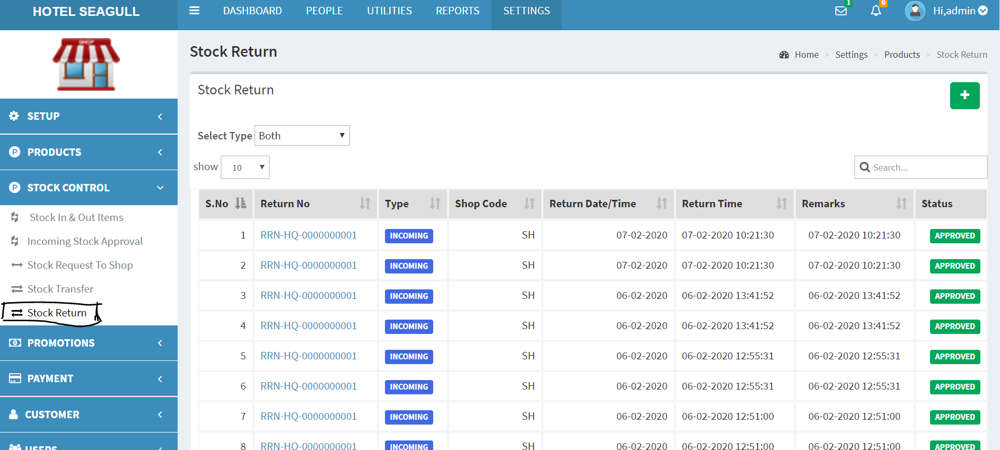 HOTEL SEAGULL
DASHBOARD PEOPLE UTILITIES REPORTS SETTINGS 1 0 Hi,admin
SHOP
Stock Return
Home > Settings > Products > Stock Return
Stock Return
SETUP
PRODUCTS
STOCK CONTROL
Stock In & Out Items
Incoming Stock Approval
Stock Request To Shop
Stock Transfer
Stock Return
PROMOTIONS
PAYMENT
CUSTOMER
USERS
Select Type Both
show 10
Search...
S.No Return No Type Shop Code Return Date/Time Return Time Remarks Status
1 RRN-HQ-0000000001 INCOMING SH 07-02-2020 07-02-2020 10:21:30 07-02-2020 10:21:30 APPROVED
2 RRN-HQ-0000000001 INCOMING SH 07-02-2020 07-02-2020 10:21:30 07-02-2020 10:21:30 APPROVED
3 RRN-HQ-0000000001 INCOMING SH 06-02-2020 06-02-2020 13:41:52 06-02-2020 13:41:52 APPROVED
4 RRN-HQ-0000000001 INCOMING SH 06-02-2020 06-02-2020 13:41:52 06-02-2020 13:41:52 APPROVED
5 RRN-HQ-0000000001 INCOMING SH 06-02-2020 06-02-2020 12:55:31 06-02-2020 12:55:31 APPROVED
6 RRN-HQ-0000000001 INCOMING SH 06-02-2020 06-02-2020 12:55:31 06-02-2020 12:55:31 APPROVED
7 RRN-HQ-0000000001 INCOMING SH 06-02-2020 06-02-2020 12:51:00 06-02-2020 12:51:00 APPROVED
8 RRN-HQ-0000000001 INCOMING SH 06-02-2020 06-02-2020 12:51:00 06-02-2020 12:51:00 APPROVED